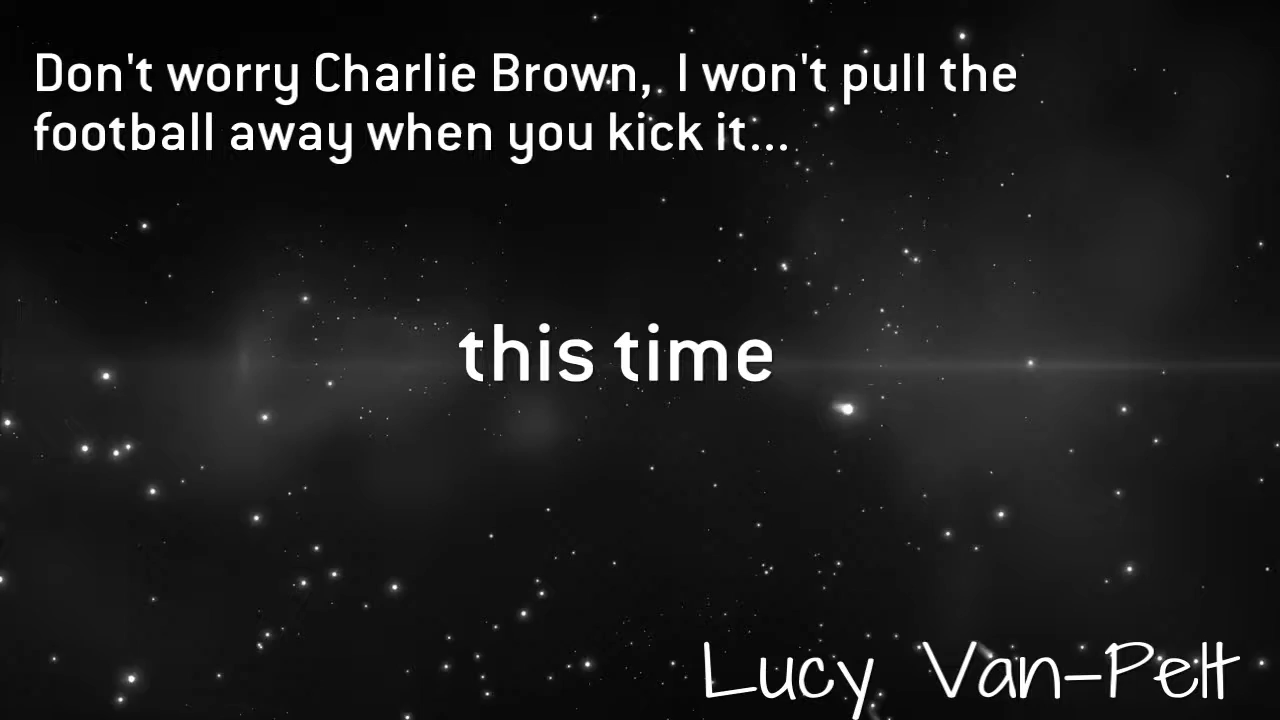 Don't worry Charlie Brown,  I won't pull the
football away when you kick it...
this time
Lucy Van-Pelt